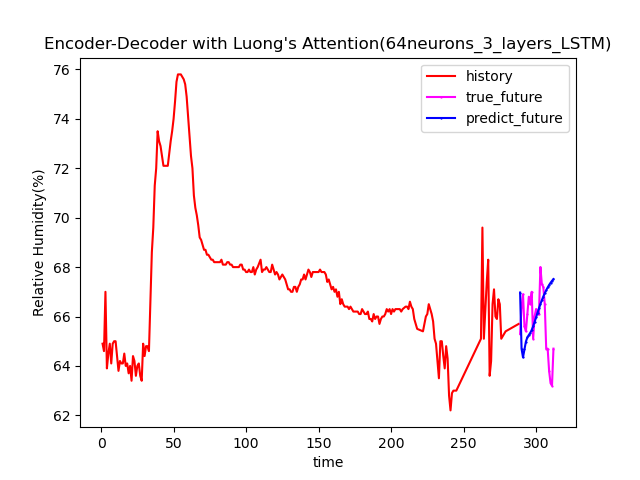 Encoder-Decoder with Luong's Attention(64neurons_3_layers_LSTM)
history
true_future
predict_future
Relative Humidity(%)
76
74
72
70
68
66
64
62
0 50 100 150 200 250 300
time